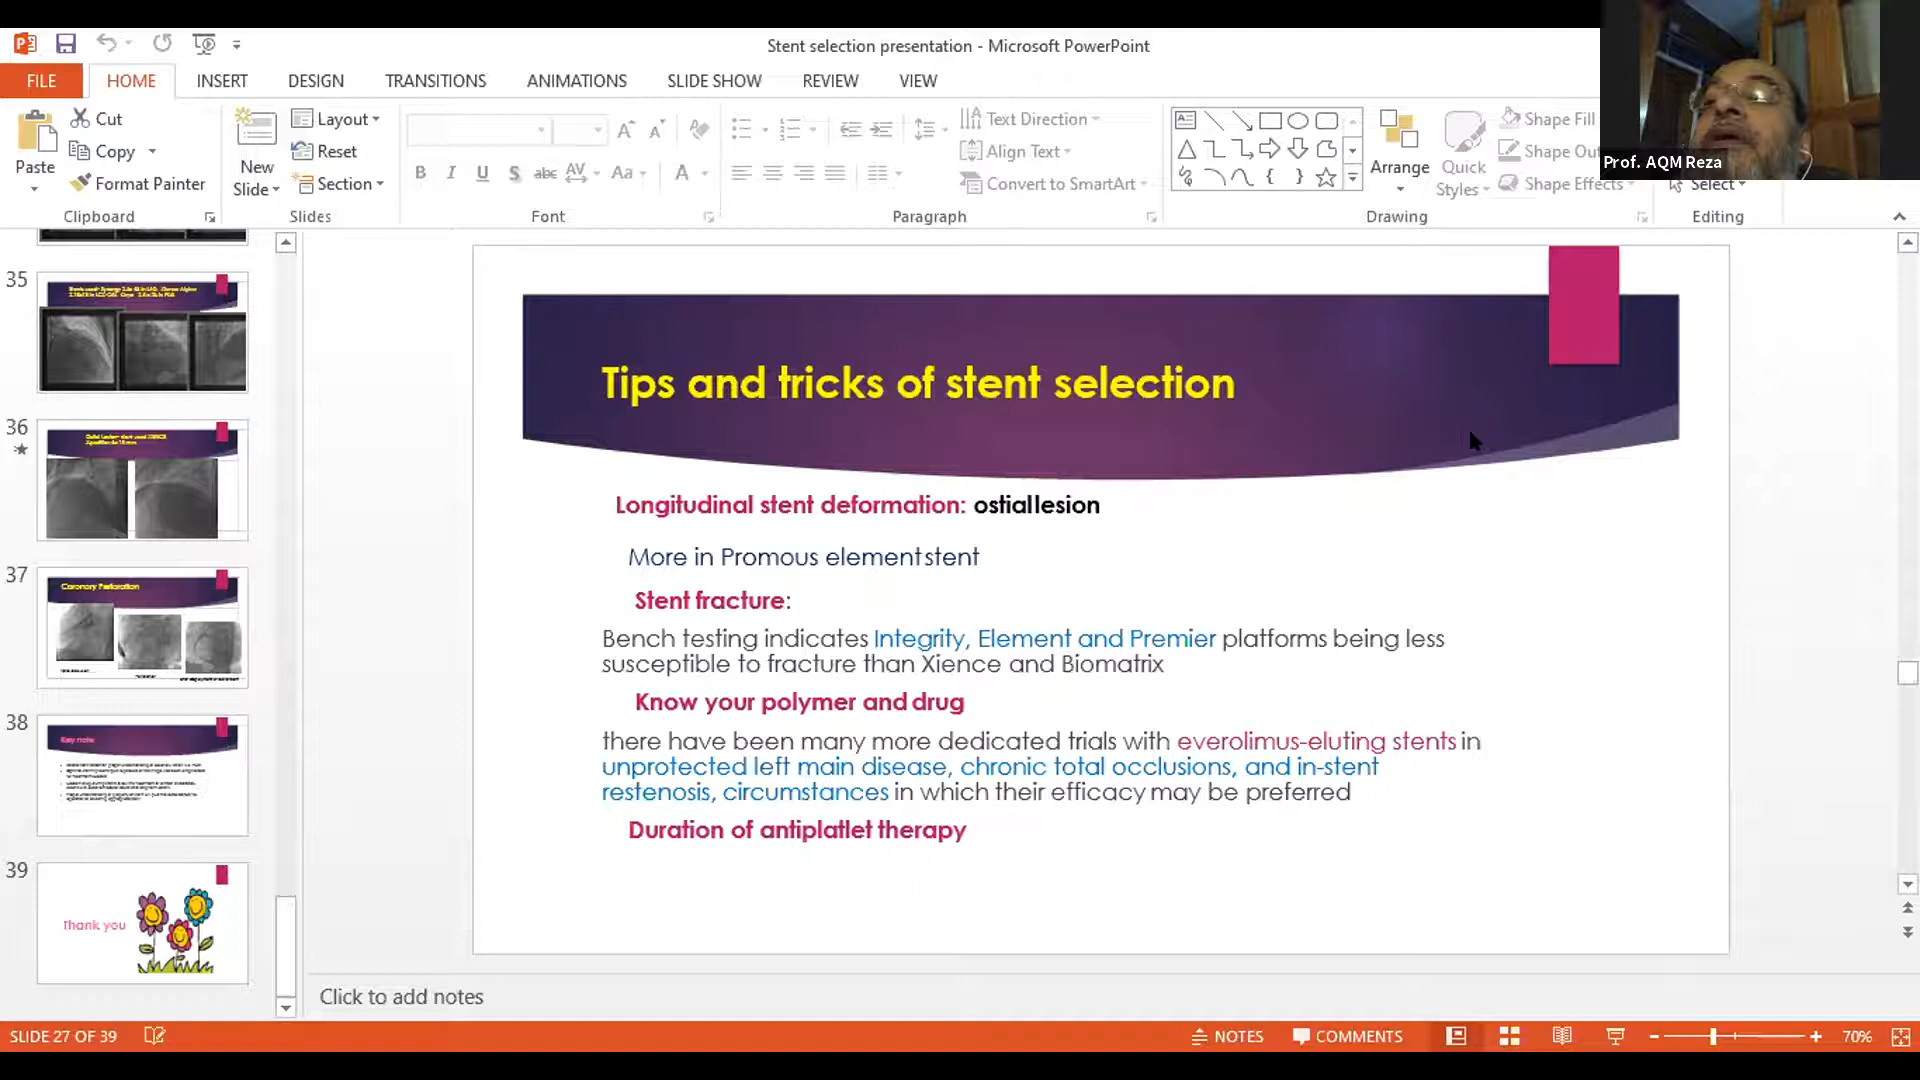 Stent selection presentation - Microsoft PowerPoint
FILE HOME INSERT DESIGN TRANSITIONS ANIMATIONS SLIDE SHOW REVIEW VIEW
Paste
Cut
Copy
Format Painter
Clipboard
New
Slide
Layout
Reset
Section
Slides
B I U S abc AV Aa A
Font
Text Direction
Align Text
Convert to SmartArt
Paragraph
Arrange
Quick
Styles
Shape Fill
Shape Ou
Shape Effects
Drawing
Select
Editing
Prof. AQM Reza
35
36
37
Coronary Perforation
38
Key note
39
Thank you
Tips and tricks of stent selection
Longitudinal stent deformation: ostial lesion
More in Promous element stent
Stent fracture:
Bench testing indicates Integrity, Element and Premier platforms being less
susceptible to fracture than Xience and Biomatrix
Know your polymer and drug
there have been many more dedicated trials with everolimus-eluting stents in
unprotected left main disease, chronic total occlusions, and in-stent
restenosis, circumstances in which their efficacy may be preferred
Duration of antiplatlet therapy
Click to add notes
SLIDE 27 OF 39
NOTES
COMMENTS
70%